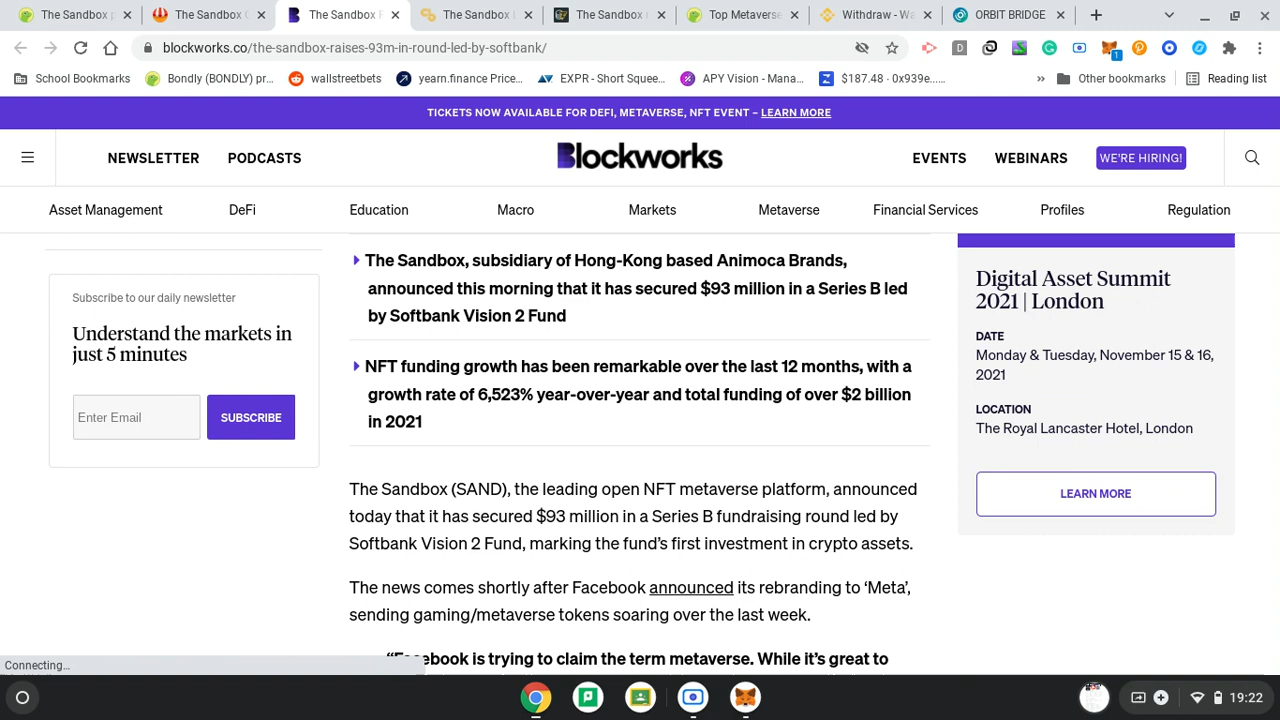 The Sandbox p
The Sandbox G
The Sandbox R
The Sandbox
The Sandbox r
Top Metaverse
Withdraw - Wa
ORBIT BRIDGE
blockworks.co/the-sandbox-raises-93m-in-round-led-by-softbank/
1
School Bookmarks
Bondly (BONDLY) pr...
wallstreetbets
yearn.finance Price...
EXPR - Short Squee...
APY Vision - Mana...
$187.48 · 0x939e......
»
Other bookmarks
Reading list
TICKETS NOW AVAILABLE FOR DEFI, METAVERSE, NFT EVENT – LEARN MORE
NEWSLETTER
PODCASTS
Blockworks
EVENTS
WEBINARS
WE'RE HIRING!
Asset Management
DeFi
Education
Macro
Markets
Metaverse
Financial Services
Profiles
Regulation
Subscribe to our daily newsletter
Understand the markets in
just 5 minutes
Enter Email
SUBSCRIBE
The Sandbox, subsidiary of Hong-Kong based Animoca Brands,
announced this morning that it has secured $93 million in a Series B led
by Softbank Vision 2 Fund
NFT funding growth has been remarkable over the last 12 months, with a
growth rate of 6,523% year-over-year and total funding of over $2 billion
in 2021
The Sandbox (SAND), the leading open NFT metaverse platform, announced
today that it has secured $93 million in a Series B fundraising round led by
Softbank Vision 2 Fund, marking the fund's first investment in crypto assets.
The news comes shortly after Facebook announced its rebranding to ‘Meta’,
sending gaming/metaverse tokens soaring over the last week.
“Facebook is trying to claim the term metaverse. While it's great to
Digital Asset Summit
2021 | London
DATE
Monday & Tuesday, November 15 & 16,
2021
LOCATION
The Royal Lancaster Hotel, London
LEARN MORE
Connecting...
19:22